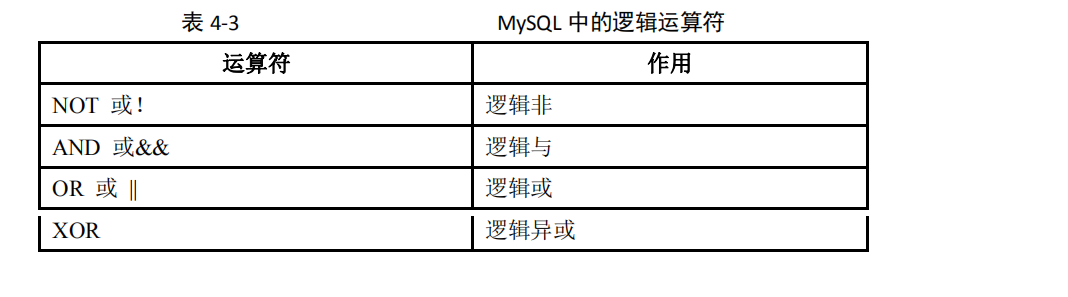 表 4-3 MySQL 中的逻辑运算符
运算符 作用
NOT 或! 逻辑非
AND 或&& 逻辑与
OR 或 || 逻辑或
XOR 逻辑异或